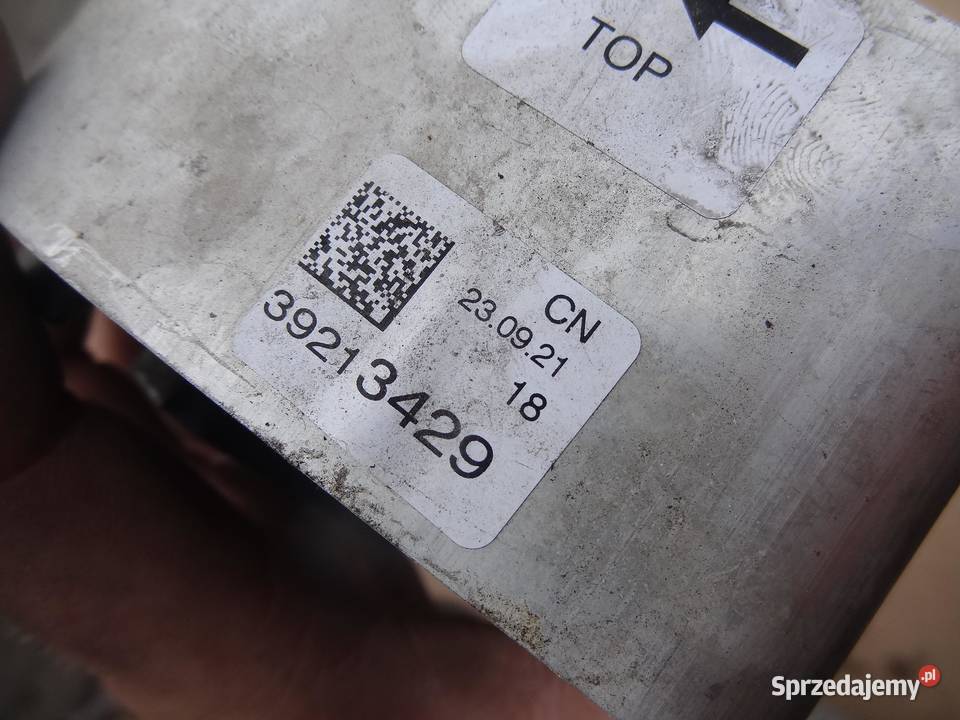 TOP
CN
23.09.21
18
39213429
Sprzedajemy.pl